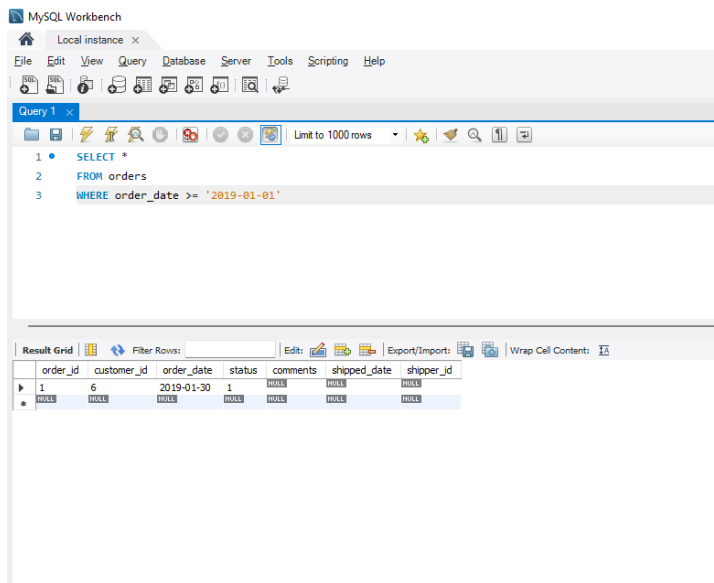 MySQL Workbench
Local instance ×
File Edit View Query Database Server Tools Scripting Help
Query 1 ×
Limit to 1000 rows
1 SELECT *
2 FROM orders
3 WHERE order_date >= '2019-01-01'
Result Grid Filter Rows: Edit: Export/Import: Wrap Cell Content: IA
order_id customer_id order_date status comments shipped_date shipper_id
1 6 2019-01-30 1 NULL NULL NULL
NULL NULL NULL NULL NULL NULL NULL